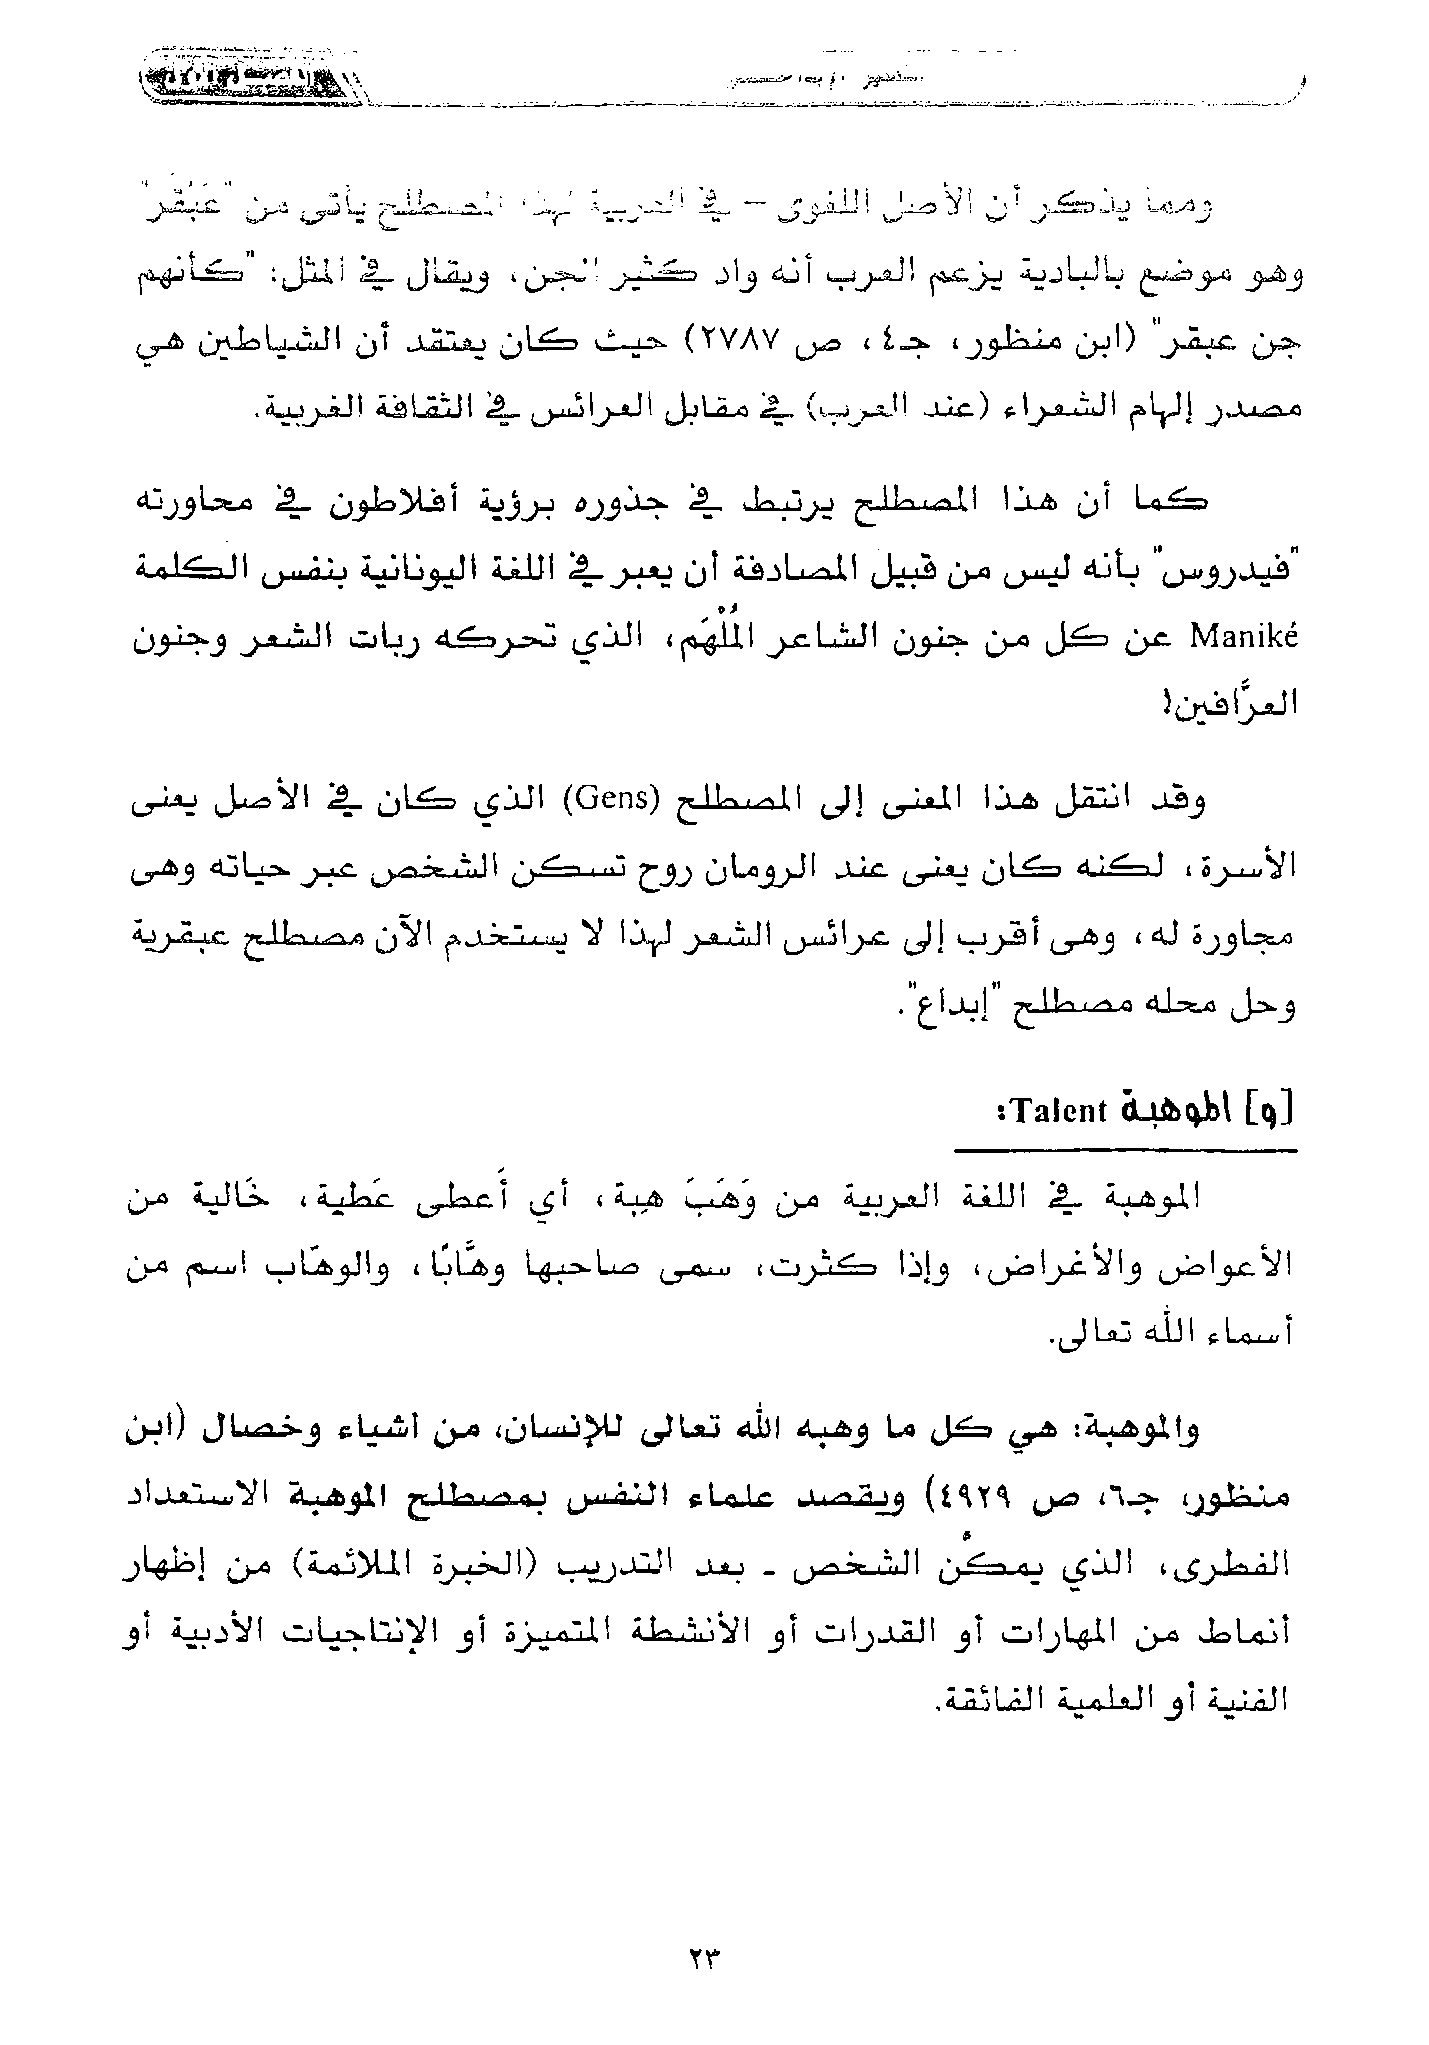 ومما يذكر أن الأصل اللغوى – في العربية لهذا المصطلح يأتى من "عَبْقَر"
وهو موضع بالبادية يزعم العرب أنه واد كثير الجن، ويقال في المثل: "كأنهم
جن عبقر" (ابن منظور، جـ٤، ص ٢٧٨٧) حيث كان يعتقد أن الشياطين هي
مصدر إلهام الشعراء (عند العرب) في مقابل العرائس في الثقافة الغربية.
كما أن هذا المصطلح يرتبط في جذوره برؤية أفلاطون في محاورته
"فيدروس" بأنه ليس من قبيل المصادفة أن يعبر في اللغة اليونانية بنفس الكلمة
Maniké عن كل من جنون الشاعر المُلْهَم، الذي تحركه ربات الشعر وجنون
العرَّافين!
وقد انتقل هذا المعنى إلى المصطلح (Gens) الذي كان في الأصل يعنى
الأسرة، لكنه كان يعنى عند الرومان روح تسكن الشخص عبر حياته وهى
مجاورة له، وهى أقرب إلى عرائس الشعر لهذا لا يستخدم الآن مصطلح عبقرية
وحل محله مصطلح "إبداع".
[و] الموهبة Talent:
الموهبة في اللغة العربية من وَهَبَ هبة، أي أَعطى عَطية، خَالية من
الأعواض والأغراض، وإذا كثرت، سمى صاحبها وهَّابًا، والوهّاب اسم من
أسماء الله تعالى.
والموهبة: هي كل ما وهبه الله تعالى للإنسان، من أشياء وخصال (ابن
منظور، جـ٦، ص ٤٩٢٩) ويقصد علماء النفس بمصطلح الموهبة الاستعداد
الفطرى، الذي يمكن الشخص ـ بعد التدريب (الخبرة الملائمة) من إظهار
أنماط من المهارات أو القدرات أو الأنشطة المتميزة أو الإنتاجيات الأدبية أو
الفنية أو العلمية الفائقة.
٢٣